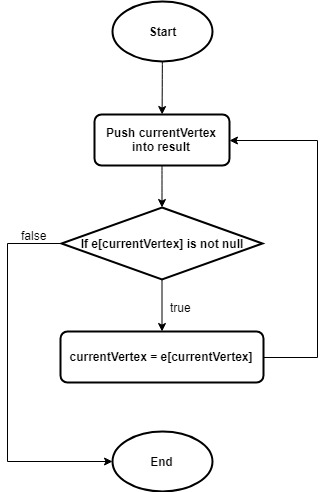 Start
Push currentVertex
into result
If e[currentVertex] is not null
false
true
currentVertex = e[currentVertex]
End